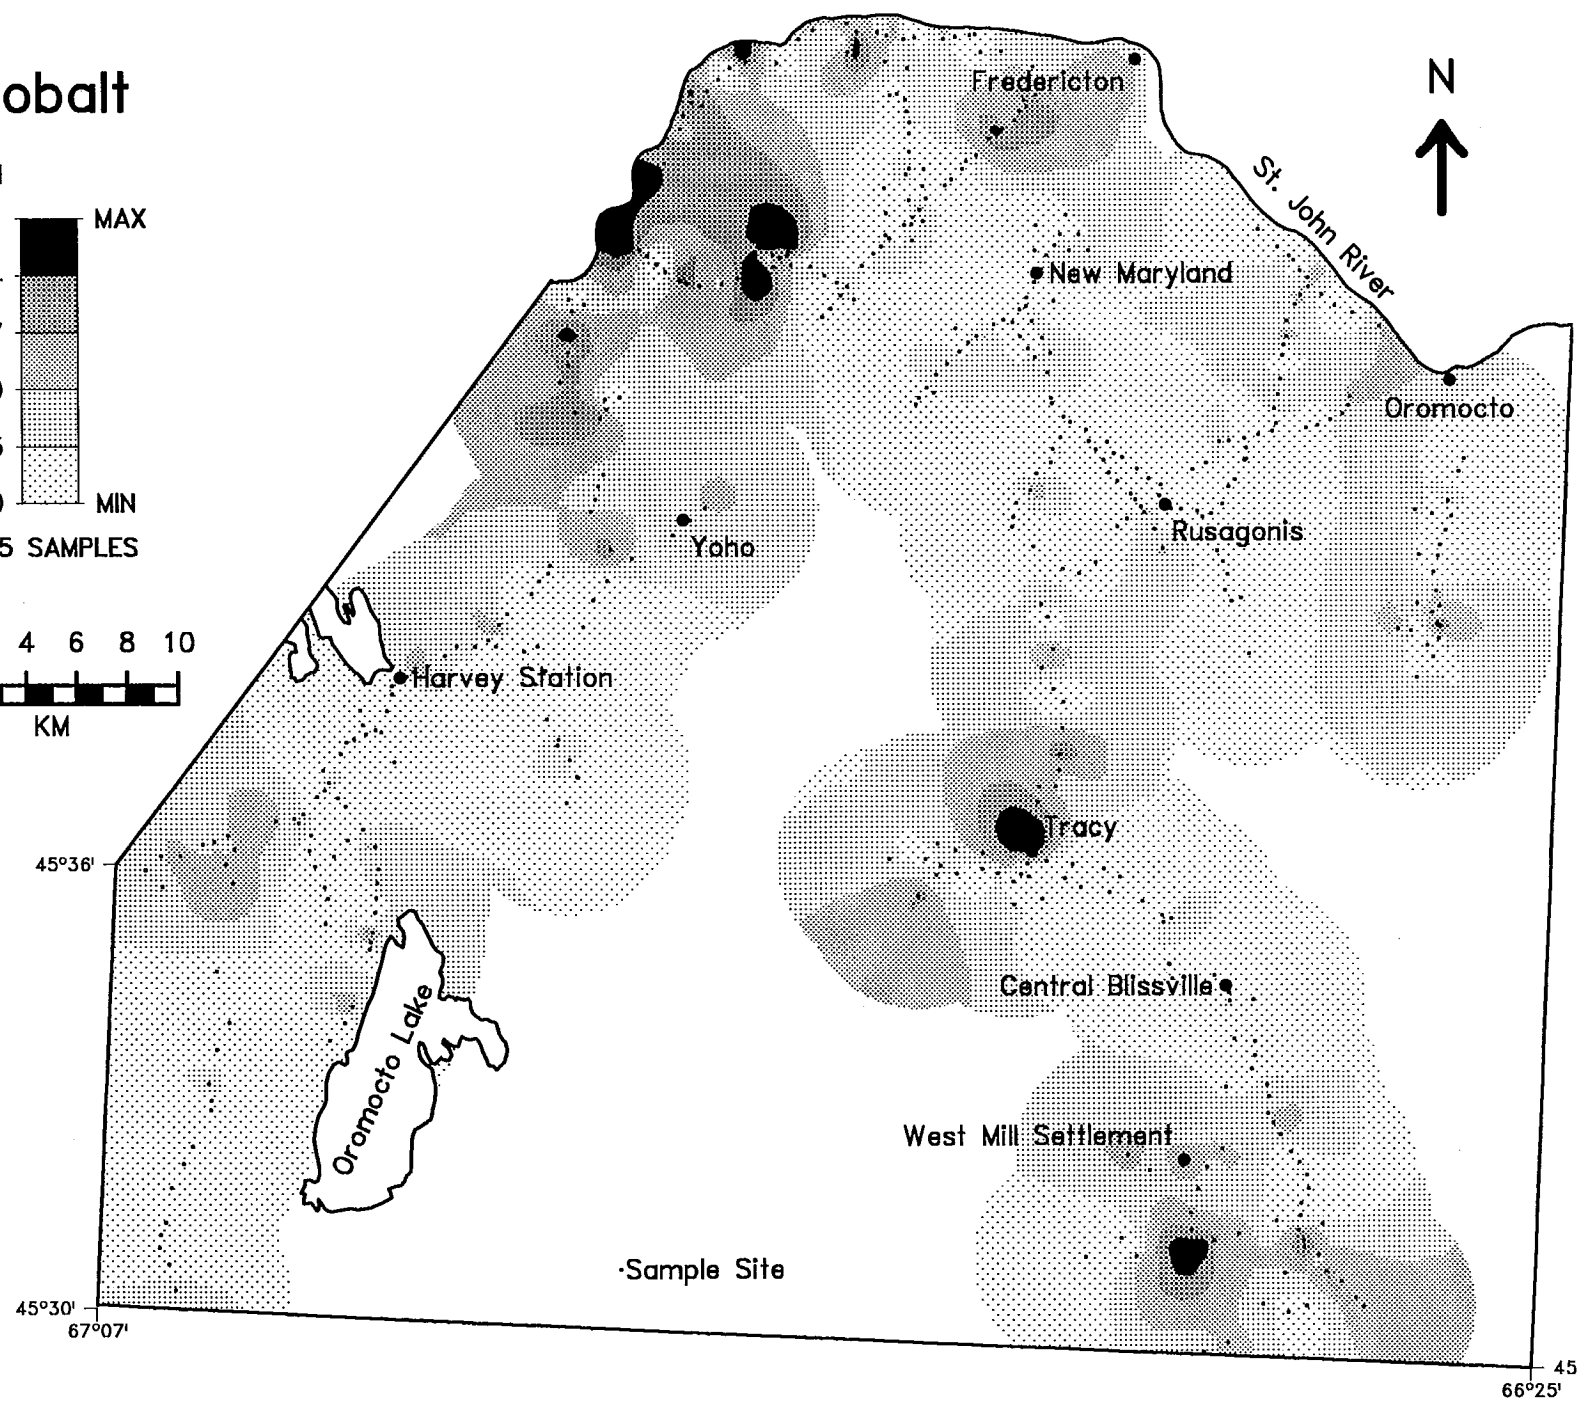 obalt
MAX
MIN
5 SAMPLES
4 6 8 10
KM
N
Fredericton
St. John River
New Maryland
Oromocto
Rusagonis
Yoho
Harvey Station
Tracy
45°36'
Central Blissville
Oromocto Lake
West Mill Settlement
·Sample Site
45°30'
67°07'
45
66°25'